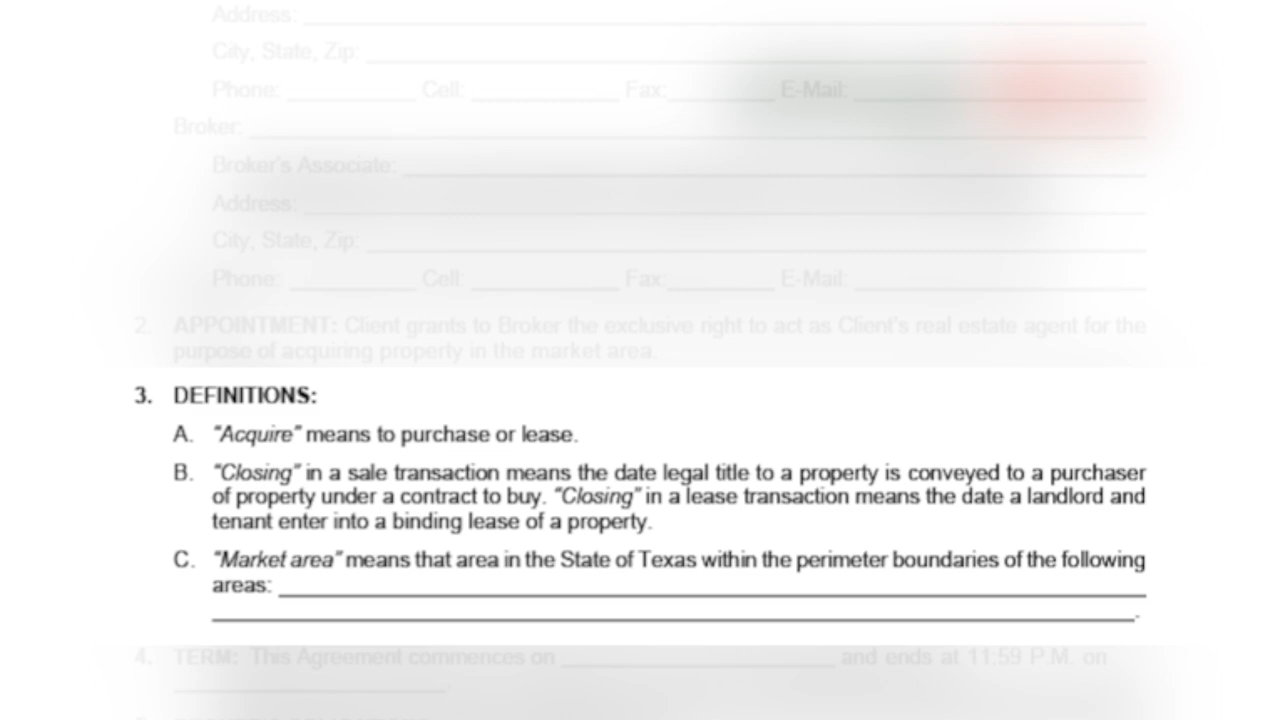 Address:
City, State, Zip:
Phone: Cell: Fax: E-Mail:
Broker:
Broker's Associate:
Address:
City, State, Zip:
Phone: Cell: Fax: E-Mail:
2. APPOINTMENT: Client grants to Broker the exclusive right to act as Client's real estate agent for the
purpose of acquiring property in the market area.
3. DEFINITIONS:
A. “Acquire” means to purchase or lease.
B. “Closing” in a sale transaction means the date legal title to a property is conveyed to a purchaser
of property under a contract to buy. “Closing” in a lease transaction means the date a landlord and
tenant enter into a binding lease of a property.
C. “Market area” means that area in the State of Texas within the perimeter boundaries of the following
areas:
.
4. TERM: This Agreement commences on and ends at 11:59 P.M. on